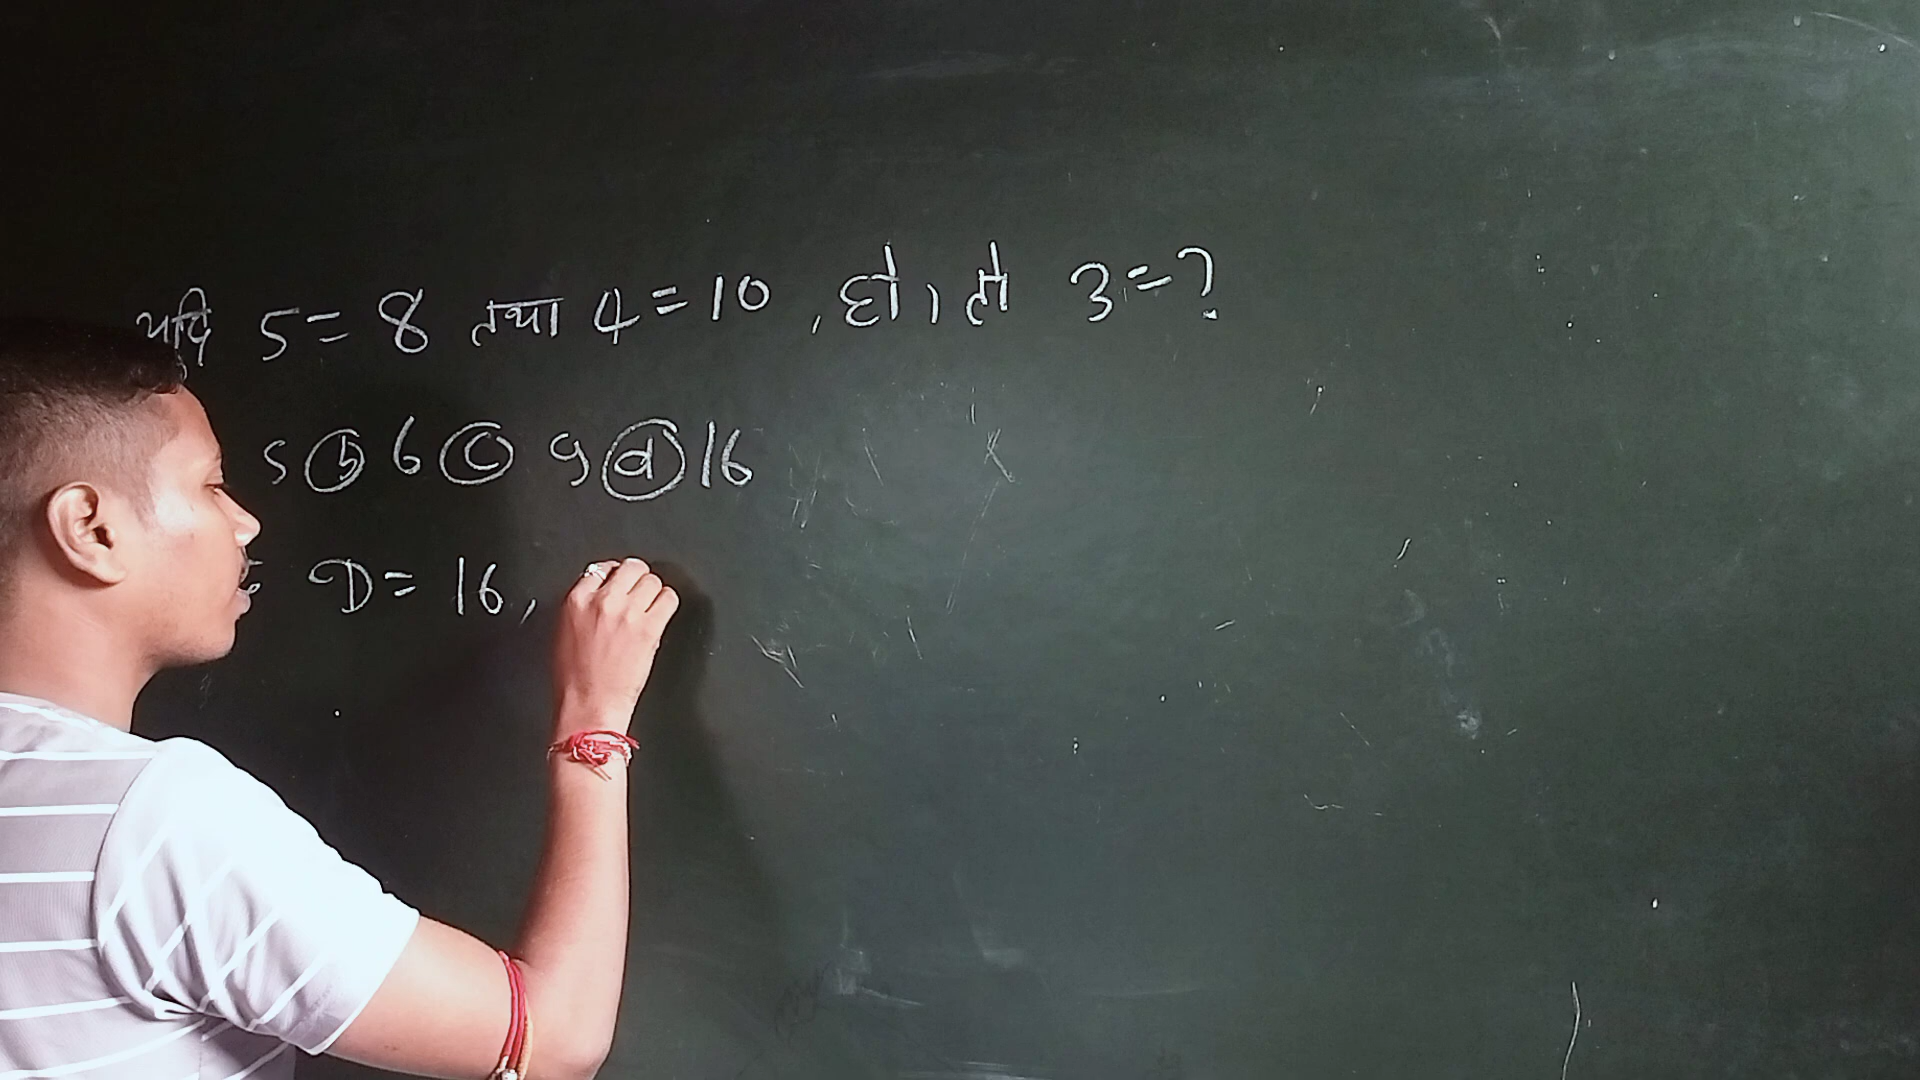 यदि 5 = 8 तथा 4 = 10, हो, तो 3 = ?
5 (b) 6 (c) 9 (d) 16
D = 16,